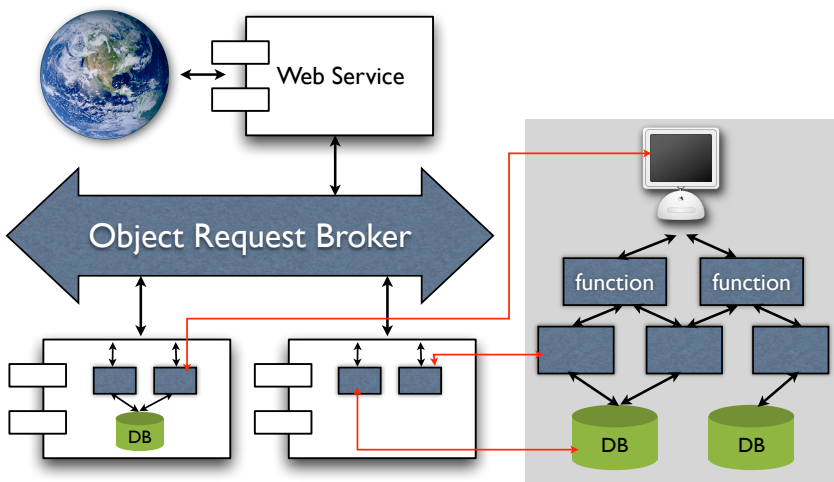 Web Service
Object Request Broker
function
function
DB
DB
DB